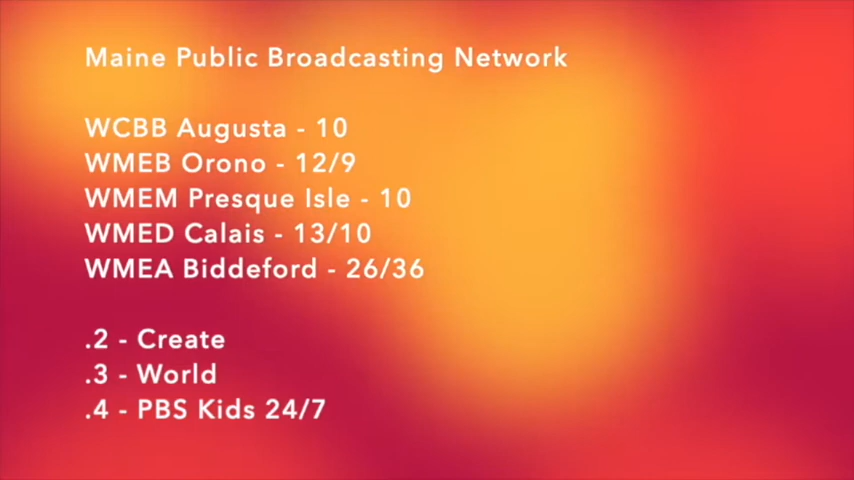 Maine Public Broadcasting Network
WCBB Augusta - 10
WMEB Orono - 12/9
WMEM Presque Isle - 10
WMED Calais - 13/10
WMEA Biddeford - 26/36
.2 - Create
.3 - World
.4 - PBS Kids 24/7